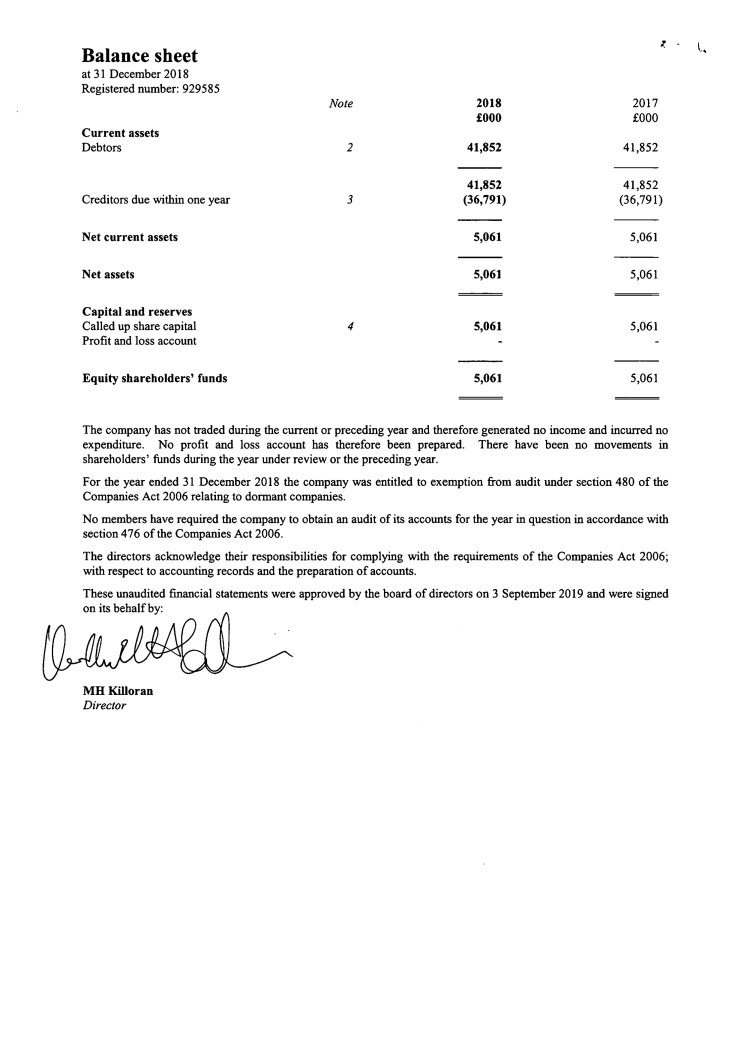 Balance sheet
at 31 December 2018
Registered number: 929585
Note 2018 2017
£000 £000
Current assets
Debtors 2 41,852 41,852
41,852 41,852
Creditors due within one year 3 (36,791) (36,791)
Net current assets 5,061 5,061
Net assets 5,061 5,061
Capital and reserves
Called up share capital 4 5,061 5,061
Profit and loss account - -
Equity shareholders' funds 5,061 5,061
The company has not traded during the current or preceding year and therefore generated no income and incurred no
expenditure. No profit and loss account has therefore been prepared. There have been no movements in
shareholders' funds during the year under review or the preceding year.
For the year ended 31 December 2018 the company was entitled to exemption from audit under section 480 of the
Companies Act 2006 relating to dormant companies.
No members have required the company to obtain an audit of its accounts for the year in question in accordance with
section 476 of the Companies Act 2006.
The directors acknowledge their responsibilities for complying with the requirements of the Companies Act 2006;
with respect to accounting records and the preparation of accounts.
These unaudited financial statements were approved by the board of directors on 3 September 2019 and were signed
on its behalf by:
MH Killoran
Director